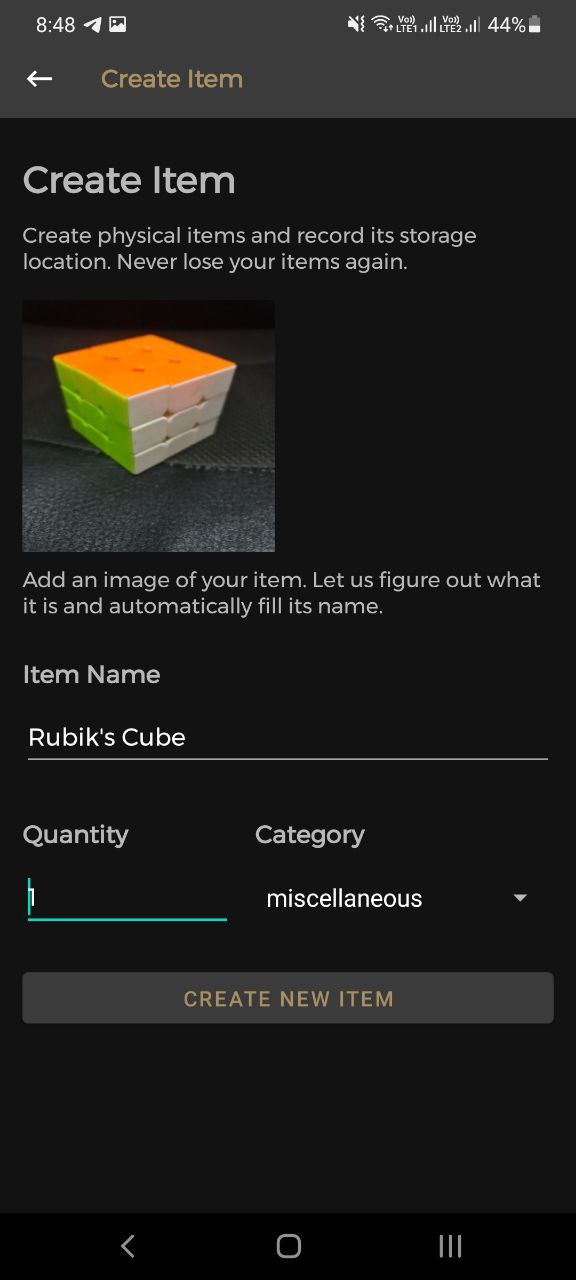 8:48 Vo) LTE1 Vo) LTE2 44%
Create Item
Create Item
Create physical items and record its storage
location. Never lose your items again.
Add an image of your item. Let us figure out what
it is and automatically fill its name.
Item Name
Rubik's Cube
Quantity Category
1 miscellaneous
CREATE NEW ITEM